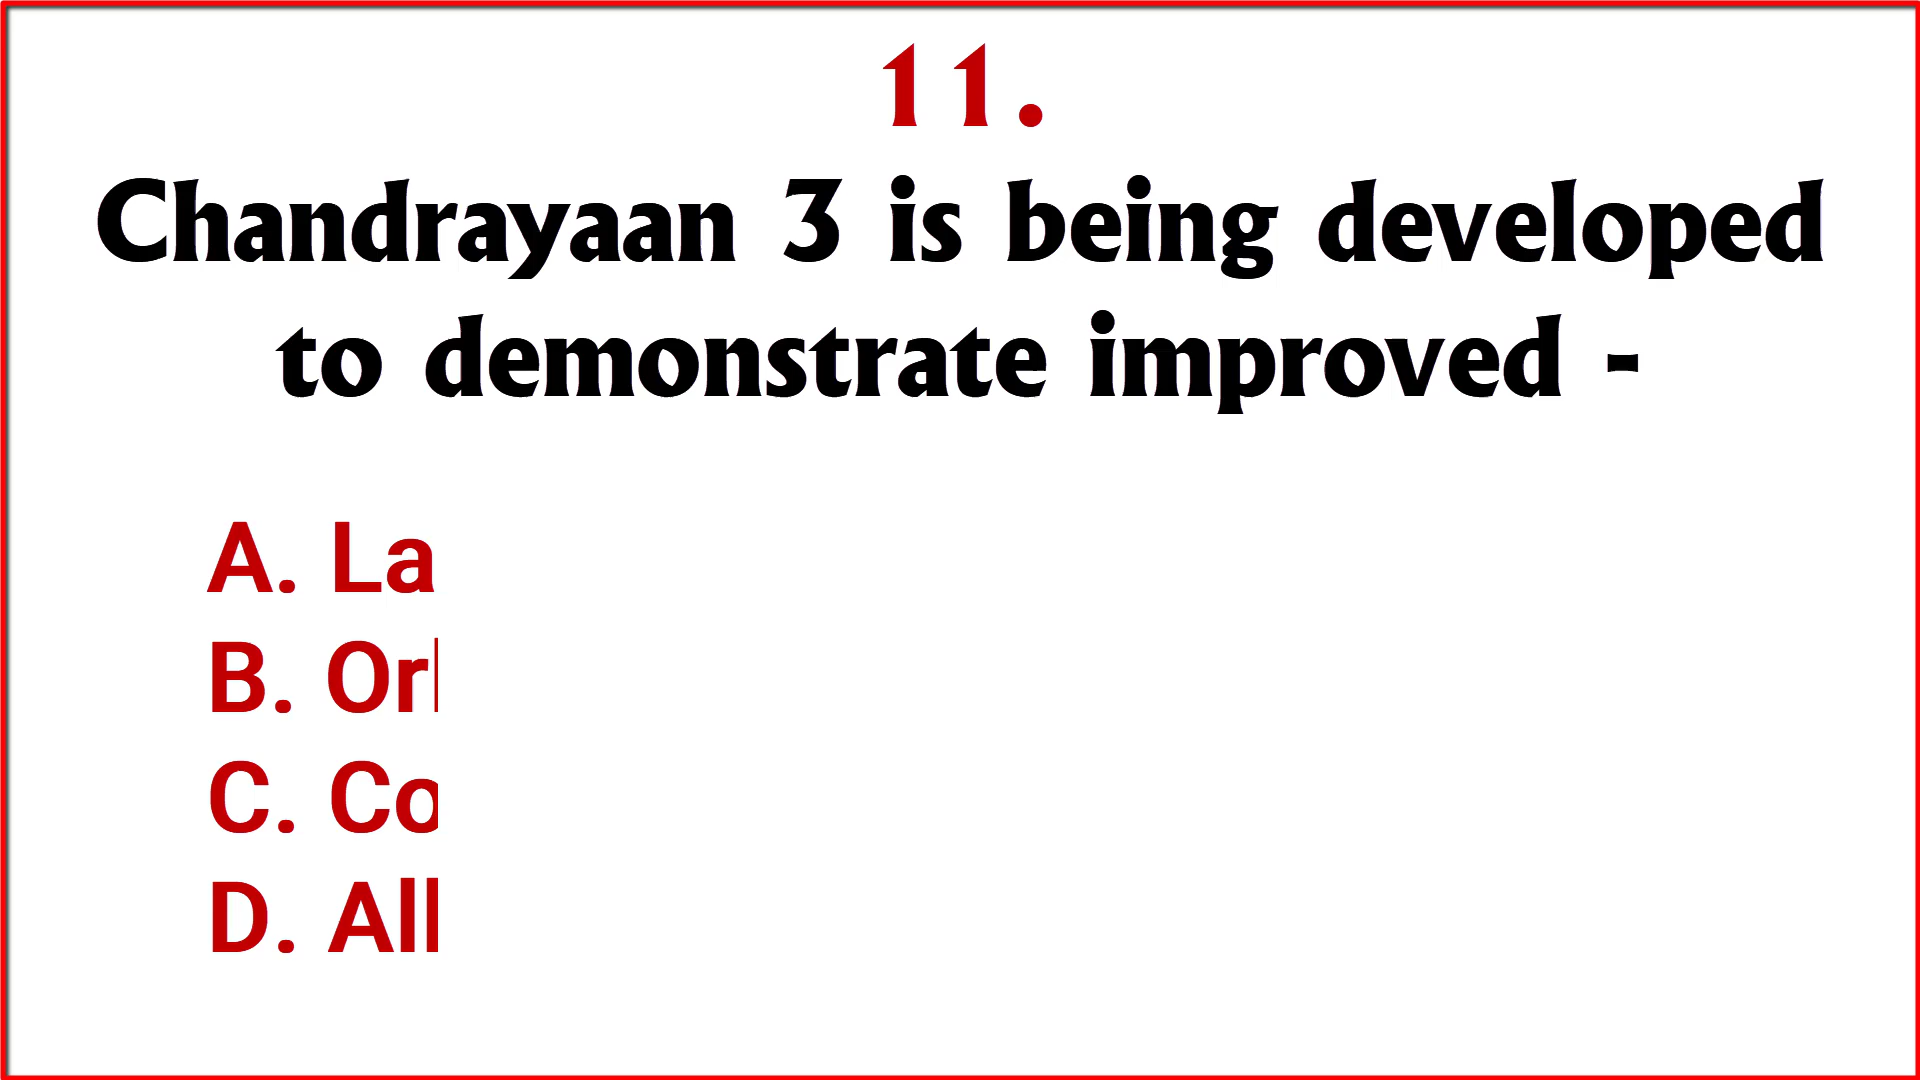 11.
Chandrayaan 3 is being developed
to demonstrate improved -
A. La
B. Or
C. Co
D. All